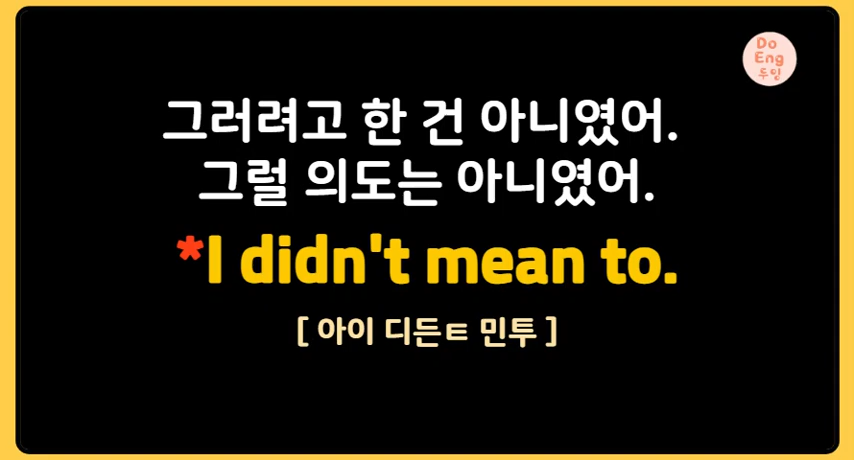 Do
Eng
두잉
그러려고 한 건 아니였어.
그럴 의도는 아니였어.
*I didn't mean to.
[ 아이 디든ㅌ 민투 ]